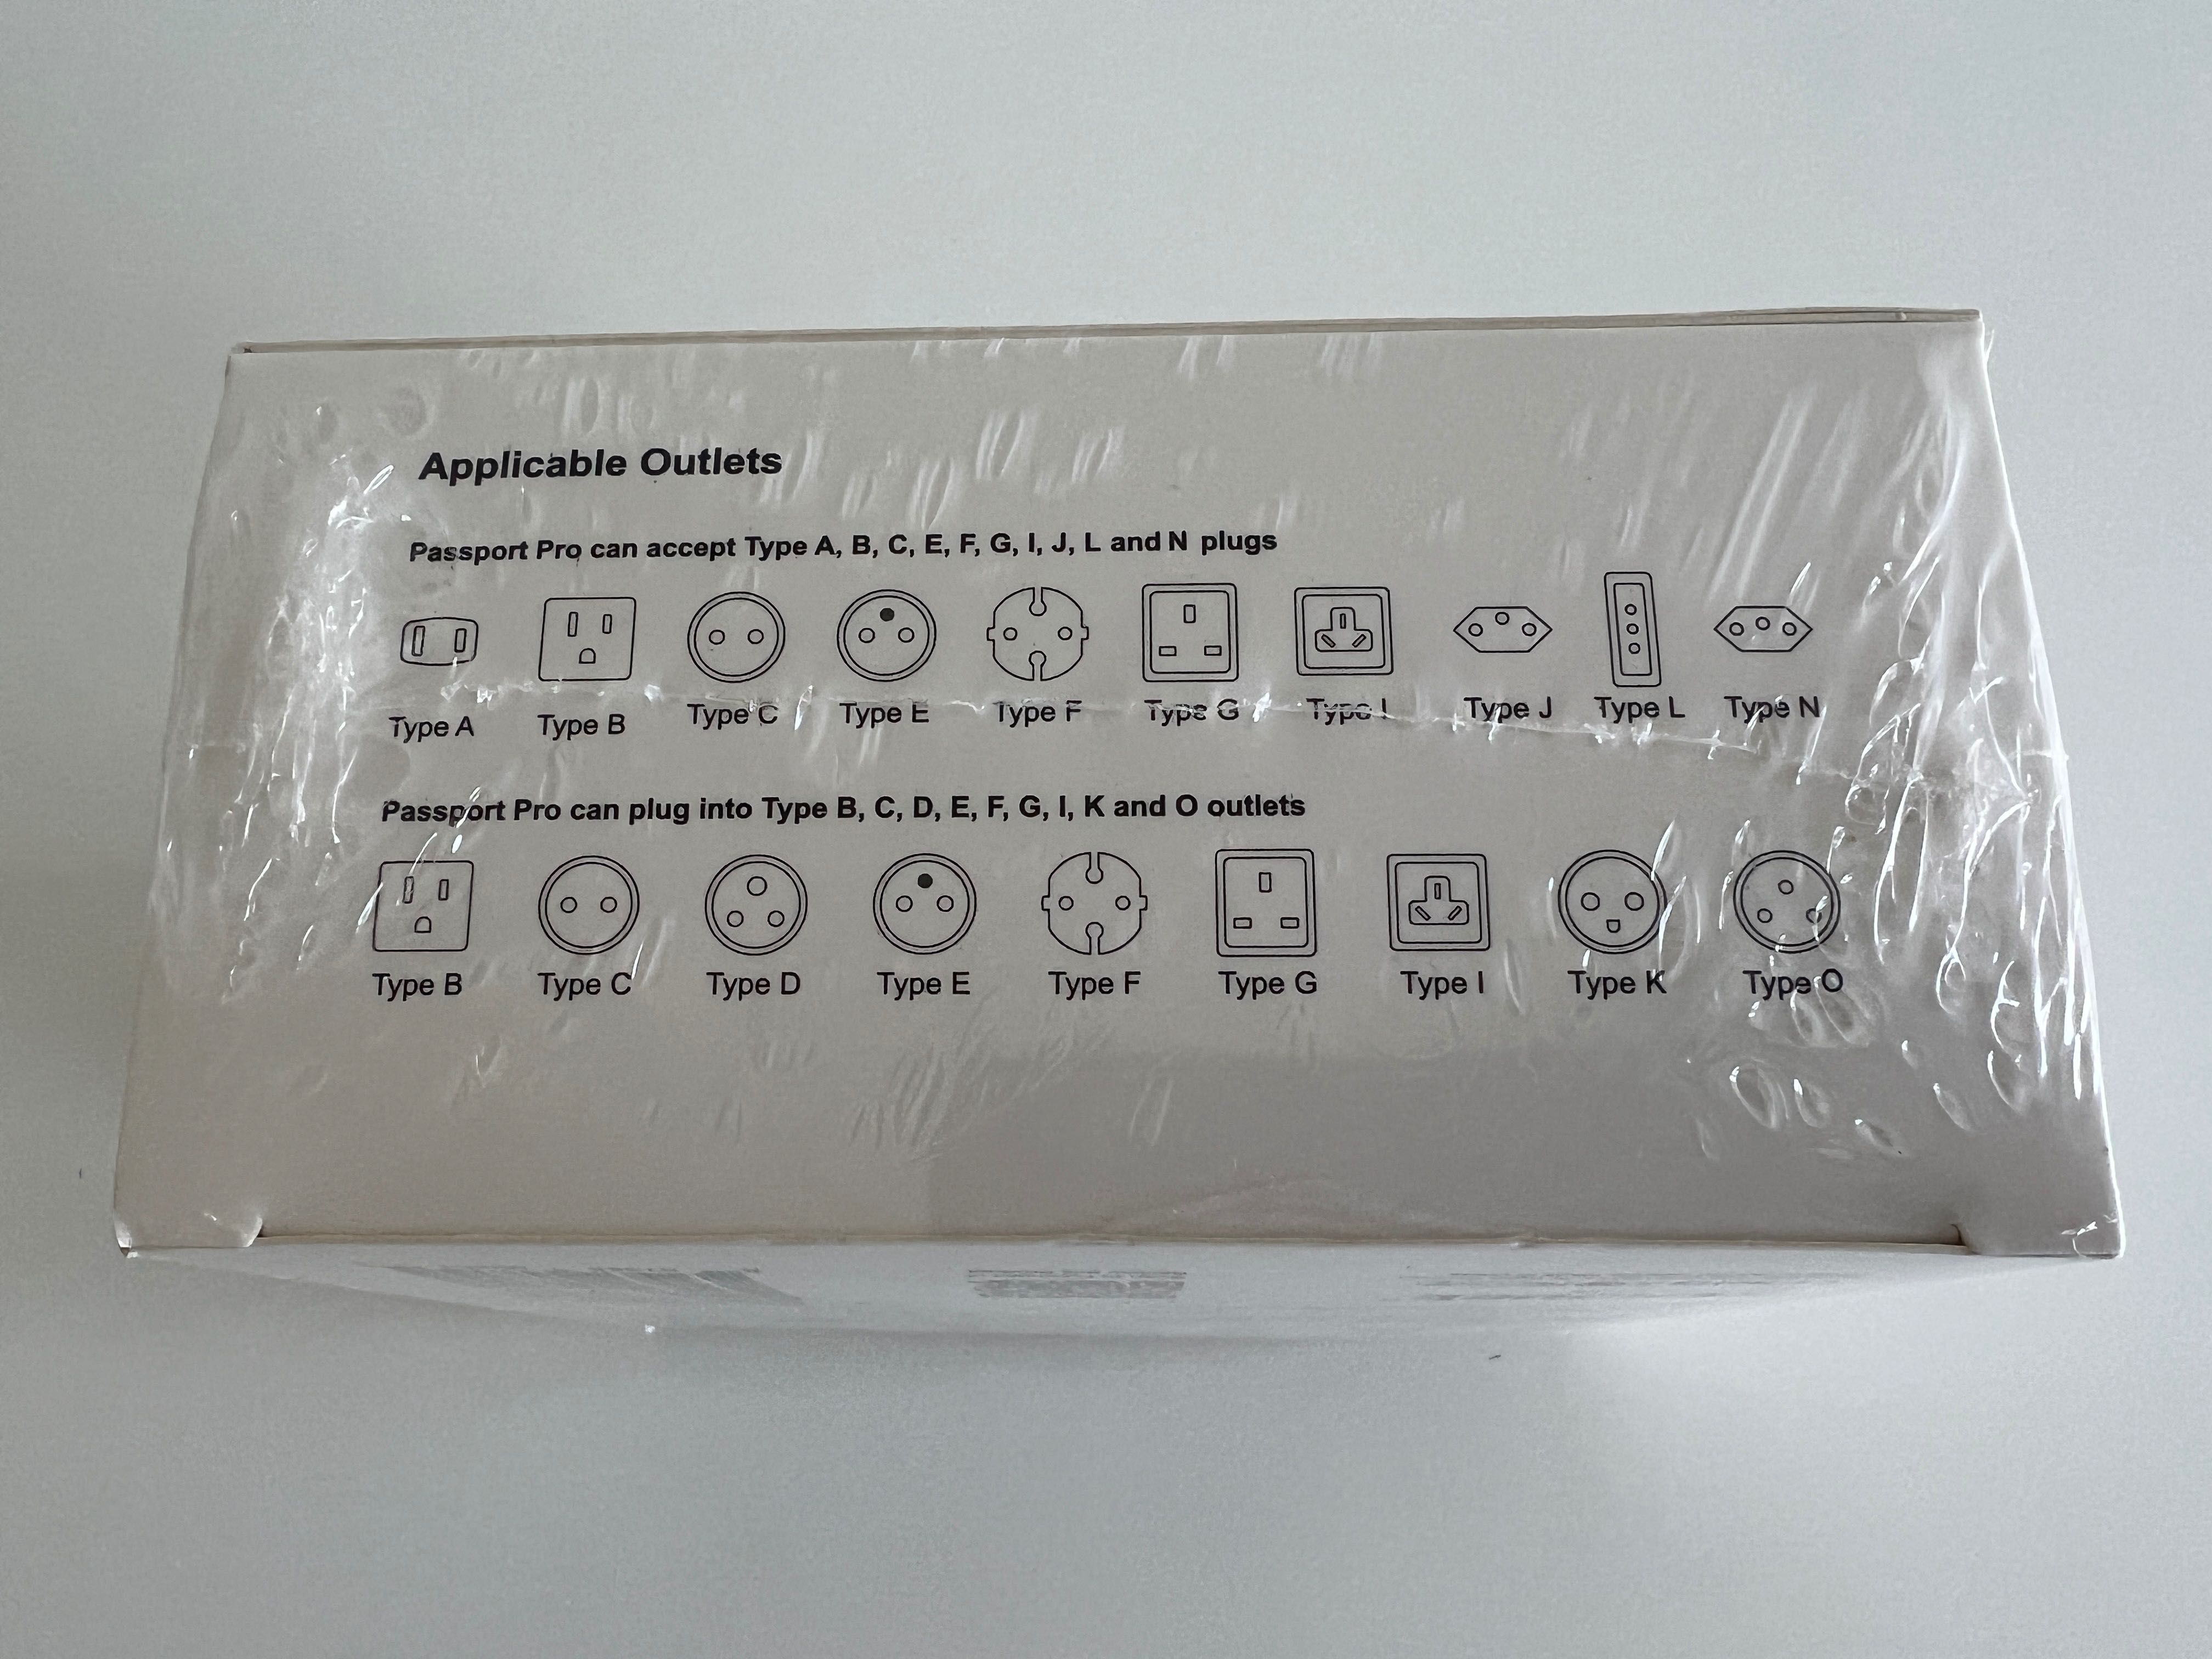 Applicable Outlets
Passport Pro can accept Type A, B, C, E, F, G, I, J, L and N plugs
Type A Type B Type C Type E Type F Type G Type I Type J Type L Type N
Passport Pro can plug into Type B, C, D, E, F, G, I, K and O outlets
Type B Type C Type D Type E Type F Type G Type I Type K Type O